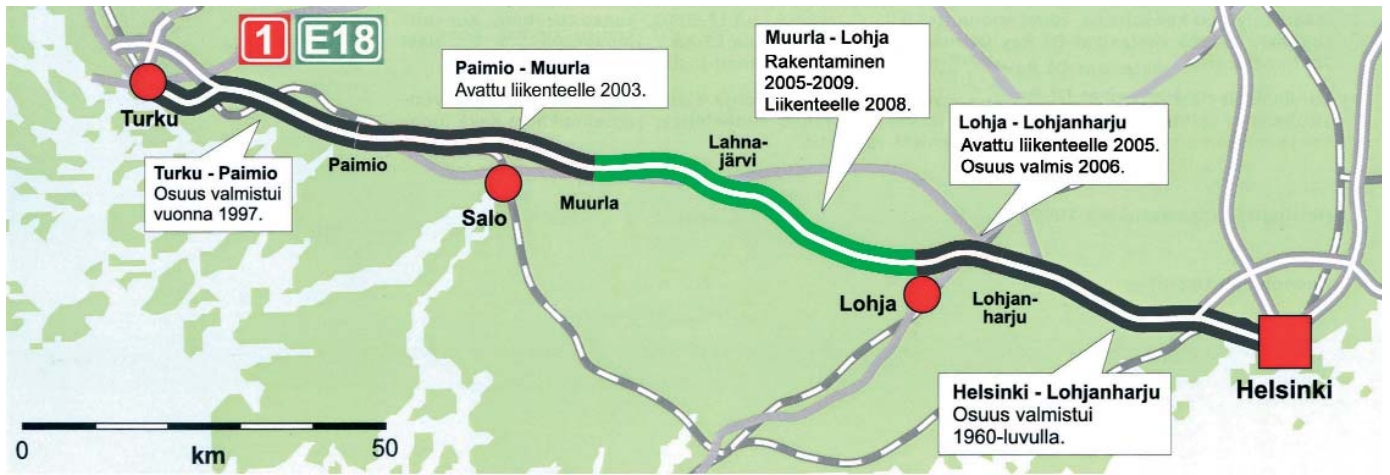 1 E18
Turku
Turku - Paimio
Osuus valmistui
vuonna 1997.
Paimio
Paimio - Muurla
Avattu liikenteelle 2003.
Salo
Muurla
Lahna-
järvi
Muurla - Lohja
Rakentaminen
2005-2009.
Liikenteelle 2008.
Lohja - Lohjanharju
Avattu liikenteelle 2005.
Osuus valmis 2006.
Lohja
Lohjan-
harju
Helsinki - Lohjanharju
Osuus valmistui
1960-luvulla.
Helsinki
0 50
km